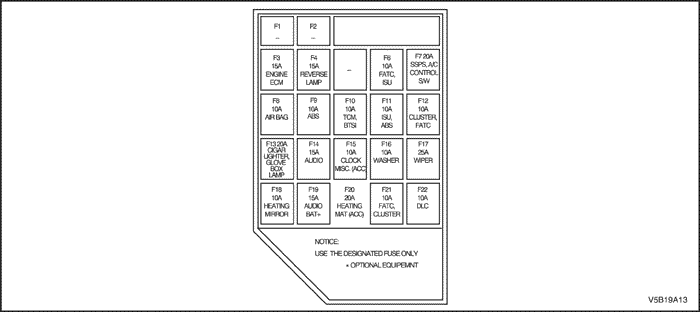 F1
--
F2
--
F3
15A
ENGINE
ECM
F4
15A
REVERSE
LAMP
--
F6
10A
FATC,
ISU
F7 20A
SSPS, A/C
CONTROL
S/W
F8
10A
AIR BAG
F9
10A
ABS
F10
10A
TCM,
BTSI
F11
10A
ISU,
ABS
F12
10A
CLUSTER,
FATC
F13 20A
CIGAR
LIGHTER,
GLOVE
BOX
LAMP
F14
15A
AUDIO
F15
10A
CLOCK
MISC. (ACC)
F16
10A
WASHER
F17
25A
WIPER
F18
10A
HEATING
MIRROR
F19
15A
AUDIO
BAT+
F20
20A
HEATING
MAT (ACC)
F21
10A
FATC,
CLUSTER
F22
10A
DLC
NOTICE:
USE THE DESIGNATED FUSE ONLY
* OPTIONAL EQUIPEMNT
V5B19A13